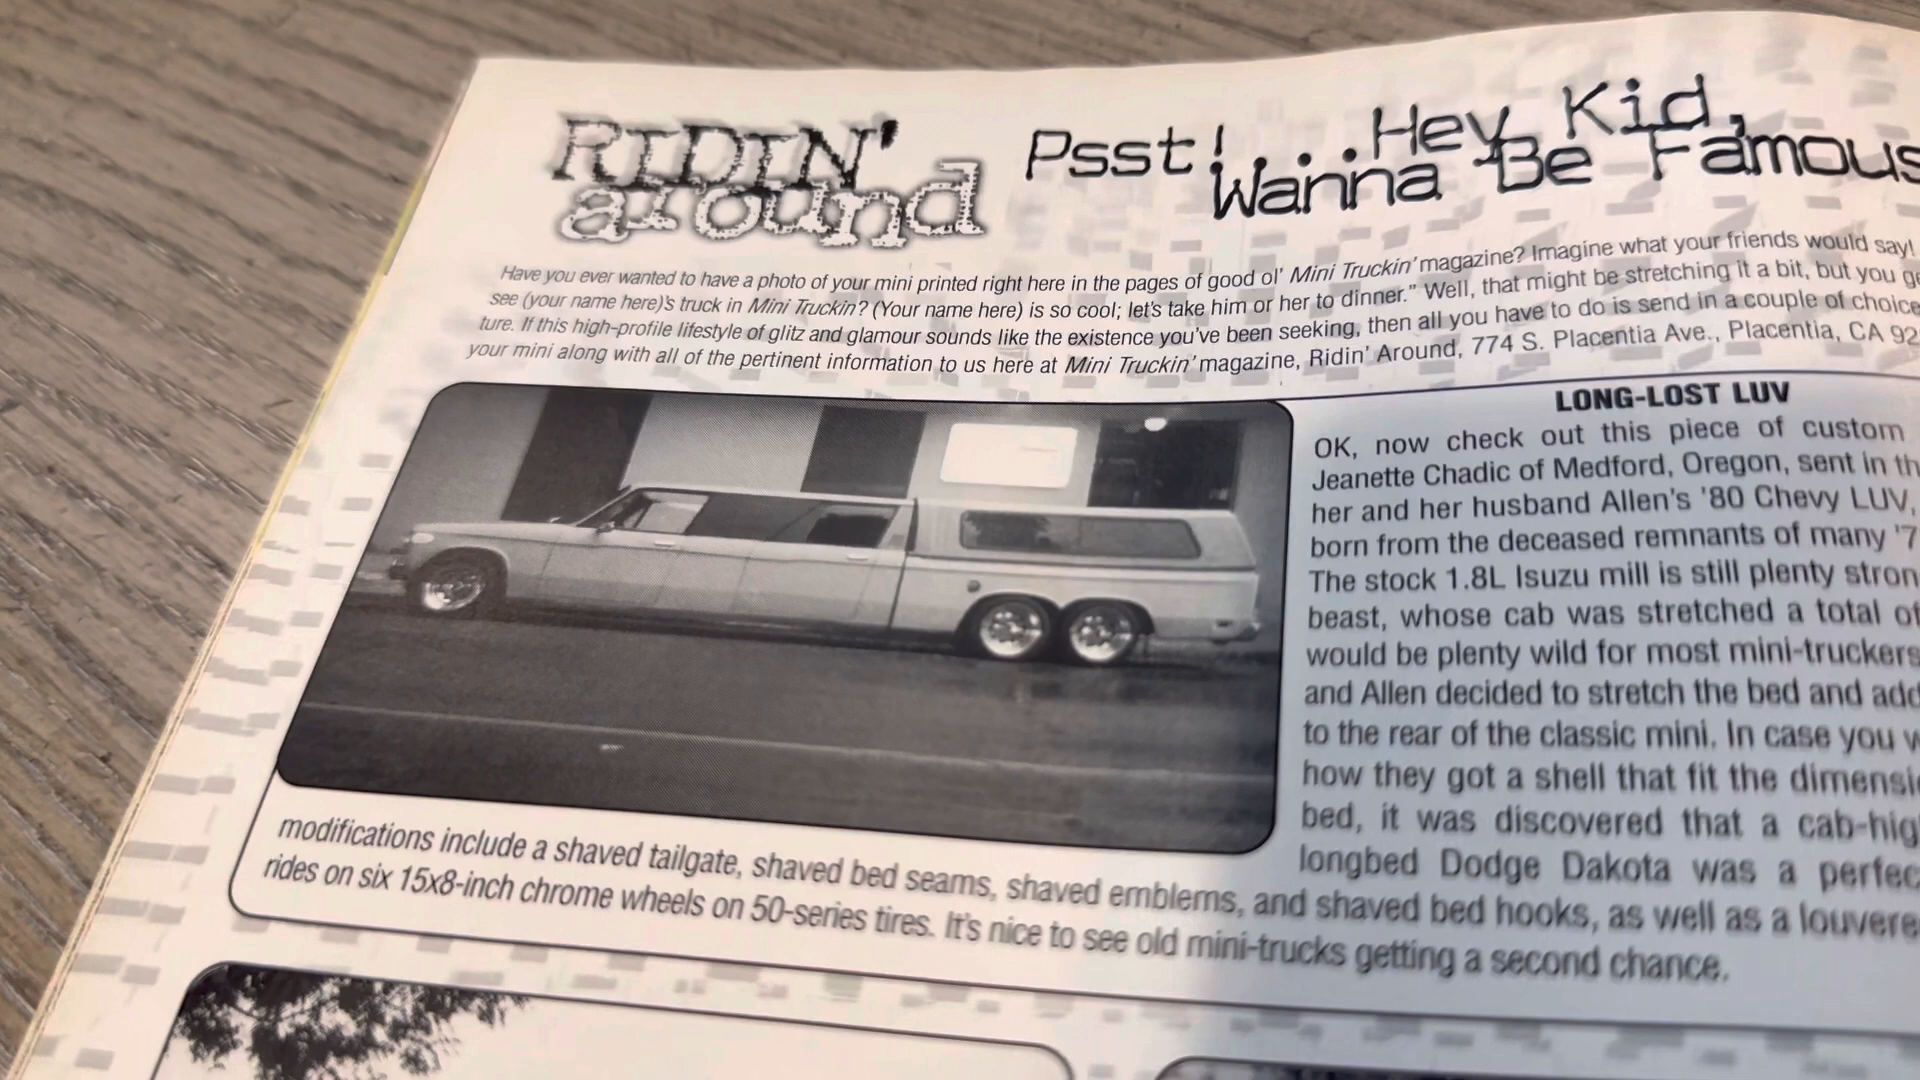 RIDIN'
around
Psst!....Hey Kid,
Wanna Be Famous
Have you ever wanted to have a photo of your mini printed right here in the pages of good ol' Mini Truckin' magazine? Imagine what your friends would say!
see (your name here)'s truck in Mini Truckin? (Your name here) is so cool; let's take him or her to dinner." Well, that might be stretching it a bit, but you
ture. If this high-profile lifestyle of glitz and glamour sounds like the existence you've been seeking, then all you have to do is send in a couple of choice
your mini along with all of the pertinent information to us here at Mini Truckin' magazine, Ridin' Around, 774 S. Placentia Ave., Placentia, CA 92
LONG-LOST LUV
OK, now check out this piece of custom
Jeanette Chadic of Medford, Oregon, sent in
her and her husband Allen's '80 Chevy LUV,
born from the deceased remnants of many '7
The stock 1.8L Isuzu mill is still plenty stron
beast, whose cab was stretched a total of
would be plenty wild for most mini-truckers
and Allen decided to stretch the bed and add
to the rear of the classic mini. In case you
how they got a shell that fit the dimensi
bed, it was discovered that a cab-hig
longbed Dodge Dakota was a perfec
modifications include a shaved tailgate, shaved bed seams, shaved emblems, and shaved bed hooks, as well as a louvere
rides on six 15x8-inch chrome wheels on 50-series tires. It's nice to see old mini-trucks getting a second chance.